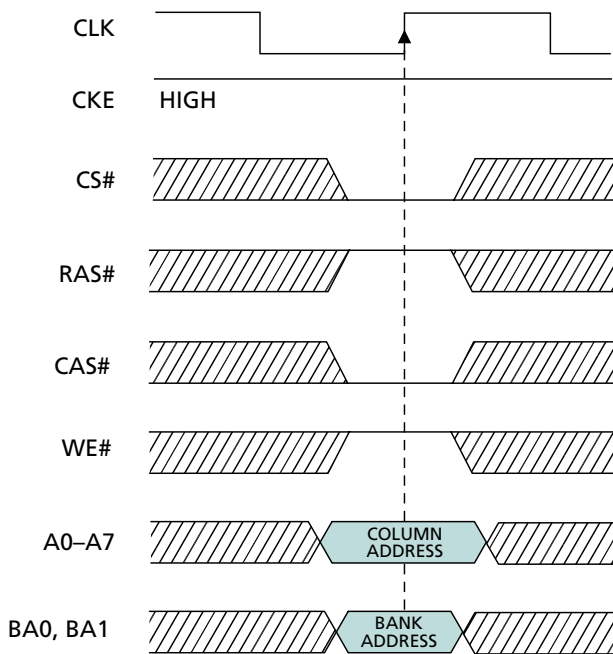 CLK
CKE HIGH
CS#
RAS#
CAS#
WE#
A0–A7 COLUMN
ADDRESS
BA0, BA1 BANK
ADDRESS